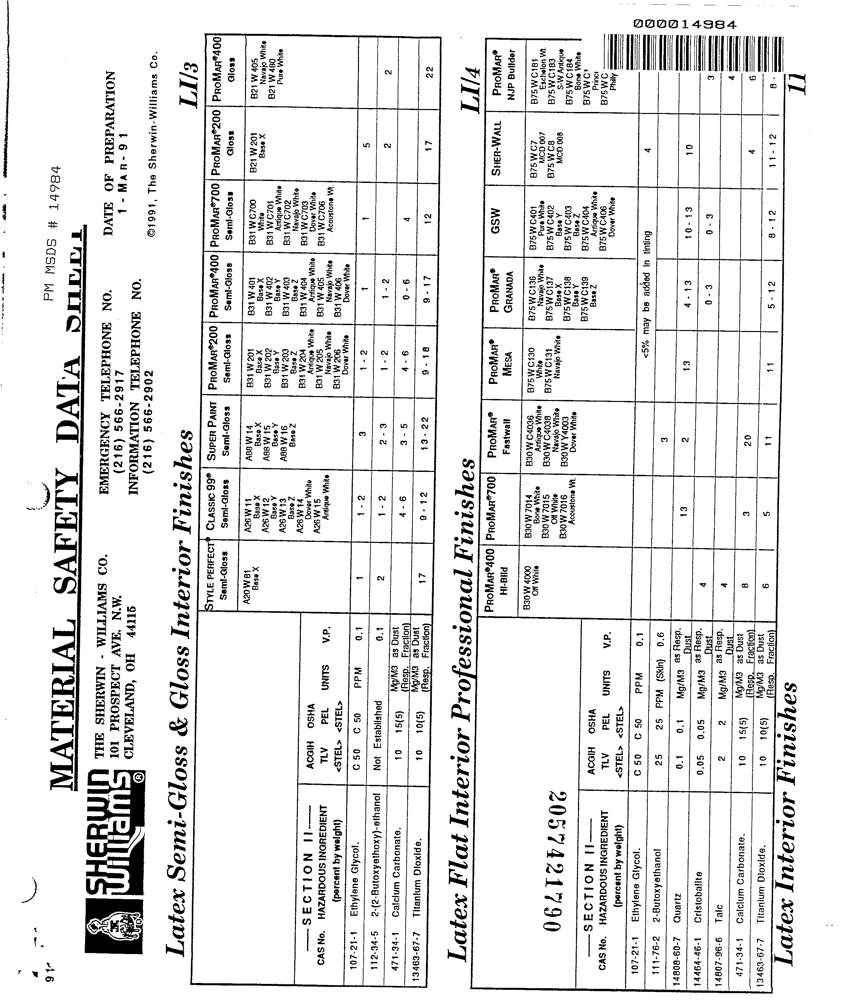 000014984
PM MSDS # 14984
MATERIAL SAFETY DATA SHEET
SHERWIN WILLIAMS
THE SHERWIN - WILLIAMS CO.
101 PROSPECT AVE. N.W.
CLEVELAND, OH 44115
EMERGENCY TELEPHONE NO.
(216) 566-2917
INFORMATION TELEPHONE NO.
(216) 566-2902
DATE OF PREPARATION
1 - MAR - 91
©1991, The Sherwin-Williams Co.
Latex Semi-Gloss & Gloss Interior Finishes LI/3
SECTION II
CAS No. HAZARDOUS INGREDIENT
(percent by weight)
ACGIH OSHA
TLV PEL UNITS V.P.
<STEL> <STEL>
STYLE PERFECT® Semi-Gloss
A20 W 81
Base X
CLASSIC 99® Semi-Gloss
A26 W 11
Base X
A26 W 12
Base Y
A26 W 13
Base Z
A26 W 14
Dover White
A26 W 15
Antique White
SUPER PAINT Semi-Gloss
A88 W 14
Base X
A88 W 15
Base Y
A88 W 16
Base Z
PROMAR®200 Semi-Gloss
B31 W 201
Base X
B31 W 202
Base Y
B31 W 203
Base Z
B31 W 204
Antique White
B31 W 205
Navajo White
B31 W 206
Dover White
PROMAR®400 Semi-Gloss
B31 W 401
Base X
B31 W 402
Base Y
B31 W 403
Base Z
B31 W 404
Antique White
B31 W 405
Navajo White
B31 W 406
Dover White
PROMAR®700 Semi-Gloss
B31 W C700
White
B31 W C701
Antique White
B31 W C702
Navajo White
B31 W C703
Dover White
B31 W C706
Acoustone Wt.
PROMAR®200 Gloss
B21 W 201
Base X
PROMAR®400 Gloss
B21 W 405
Navajo White
B21 W 480
Pure White
107-21-1 Ethylene Glycol. C 50 C 50 PPM 0.1 1 1 - 2 3 1 - 2 1 1 5
112-34-5 2-(2-Butoxyethoxy)-ethanol Not Established 0.1 2 1 - 2 2 - 3 1 - 2 1 - 2 2 2
471-34-1 Calcium Carbonate. 10 15(5) Mg/M3 as Dust (Resp. Fraction) 4 - 6 3 - 5 4 - 6 0 - 6 4
13463-67-7 Titanium Dioxide. 10 10(5) Mg/M3 as Dust (Resp. Fraction) 17 9 - 12 13 - 22 9 - 18 9 - 17 12 17 22
Latex Flat Interior Professional Finishes LI/4
2057421790
SECTION II
CAS No. HAZARDOUS INGREDIENT
(percent by weight)
ACGIH OSHA
TLV PEL UNITS V.P.
<STEL> <STEL>
PROMAR®400 Hi-Bild
B30 W 4000
Off White
PROMAR®700
B30 W 7014
Bone White
B30 W 7015
Off White
B30 W 7016
Acoustone Wt.
PROMAR® Fastwall
B30 W C4036
Antique White
B30 W C4038
Navajo White
B30 W Y4003
Dover White
PROMAR® MESA
B75 W C130
White
B75 W C131
Navajo White
PROMAR® GRANADA
B75 W C136
Navajo White
B75 W C137
Base X
B75 W C138
Base Y
B75 W C139
Base Z
GSW
B75 W C401
Pure White
B75 W C402
Base Y
B75 W C403
Base Z
B75 W C404
Antique White
B75 W C406
Dover White
SHER-WALL
B75 W C7
MCD 007
B75 W C8
MCD 008
PROMAR® NJP Builder
B75 W C181
Eschelon Wt.
B75 W C183
S-W Antique
B75 W C184
Bone White
B75 W C
B75 W C
Philly
107-21-1 Ethylene Glycol. C 50 C 50 PPM 0.1 <5% may be added in tinting 4
111-76-2 2-Butoxyethanol 25 25 PPM (Skin) 0.6 3
14808-60-7 Quartz 0.1 0.1 Mg/M3 as Resp. Dust 13 2 13 4 - 13 10 - 13 10
14464-46-1 Cristobalite 0.05 0.05 Mg/M3 as Resp. Dust 4 0 - 3 0 - 3 3
14807-96-6 Talc 2 2 Mg/M3 as Resp. Dust 4 4
471-34-1 Calcium Carbonate. 10 15(5) Mg/M3 as Dust (Resp. Fraction) 8 3 20 4 6
13463-67-7 Titanium Dioxide. 10 10(5) Mg/M3 as Dust (Resp. Fraction) 6 5 11 11 5 - 12 8 - 12 11 - 12 8 -
Latex Interior Finishes 11